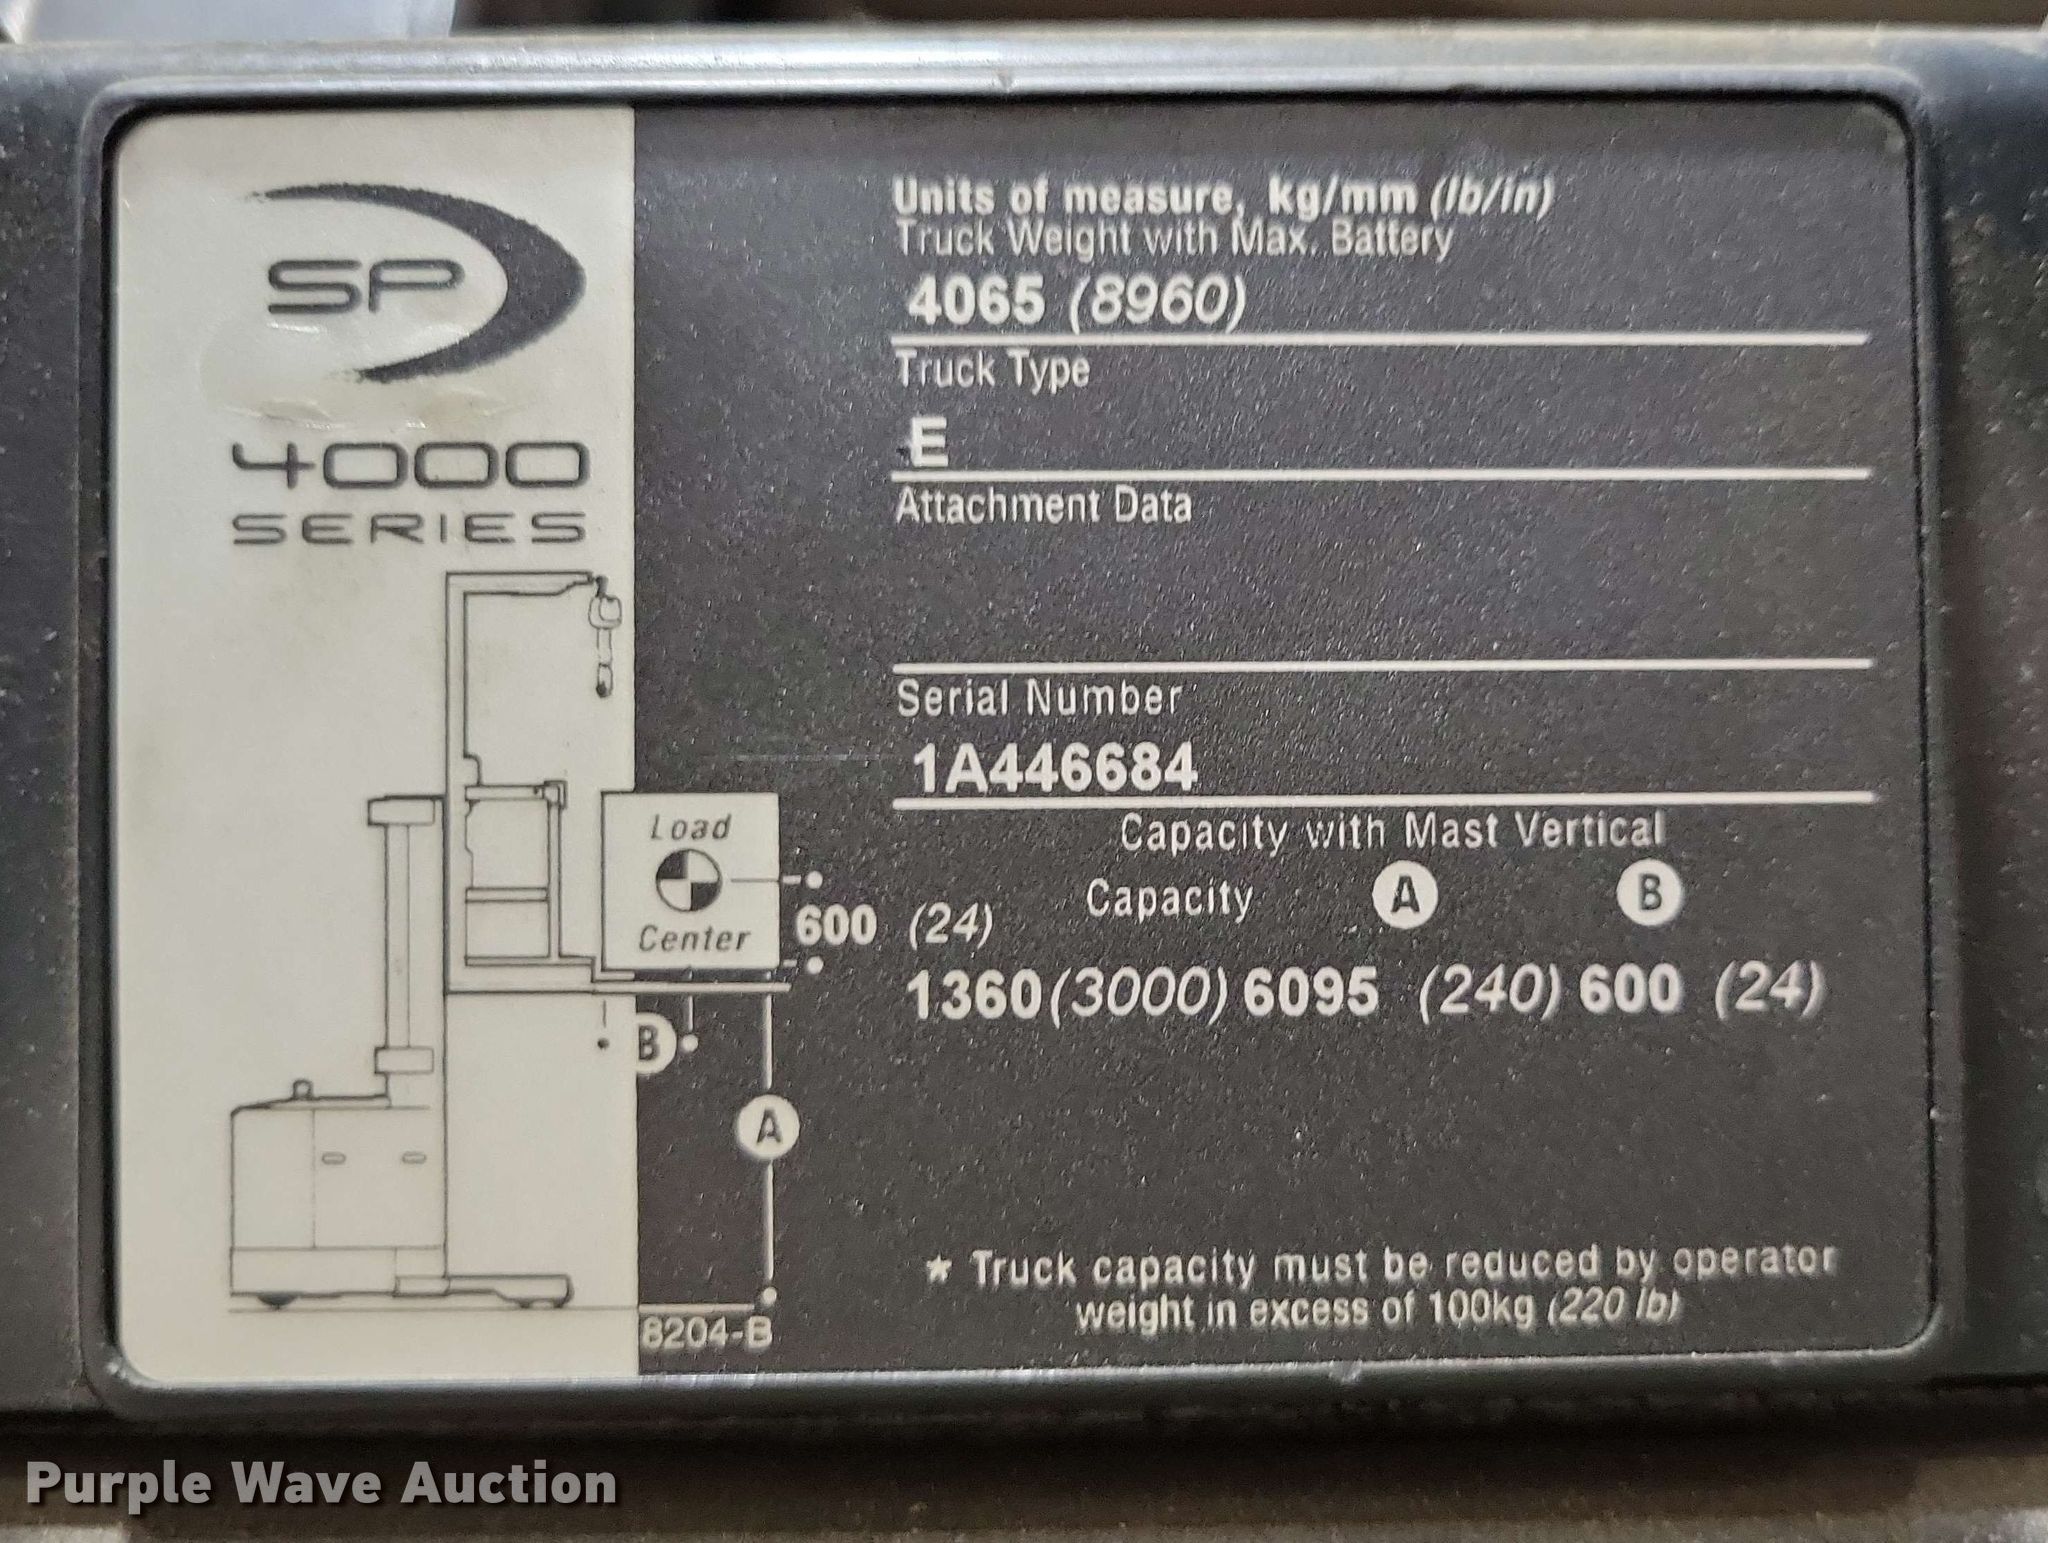 SP
4000
SERIES
Units of measure, kg/mm (lb/in)
Truck Weight with Max. Battery
4065 (8960)
Truck Type
E
Attachment Data
Serial Number
1A446684
Capacity with Mast Vertical
Capacity A B
1360 (3000) 6095 (240) 600 (24)
Load
Center
600 (24)
B
A
8204-B
* Truck capacity must be reduced by operator
weight in excess of 100kg (220 lb)
Purple Wave Auction